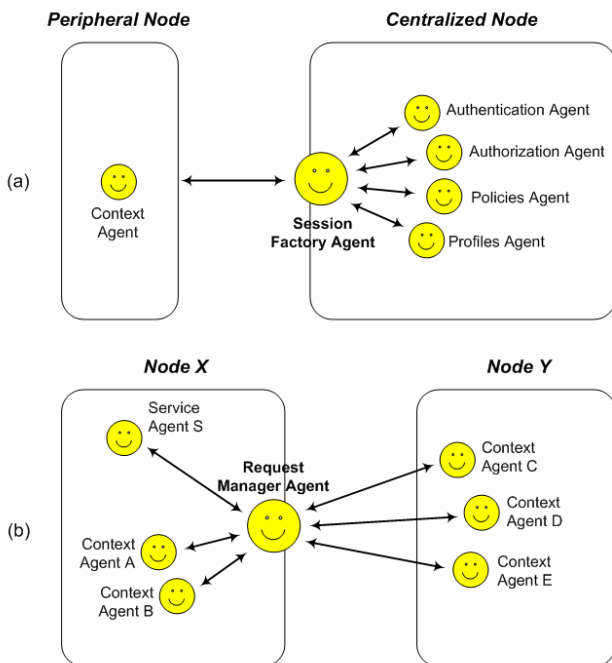 Peripheral Node
Centralized Node
(a)
Context
Agent
Session
Factory Agent
Authentication Agent
Authorization Agent
Policies Agent
Profiles Agent
Node X
Node Y
(b)
Service
Agent S
Request
Manager Agent
Context
Agent A
Context
Agent B
Context
Agent C
Context
Agent D
Context
Agent E